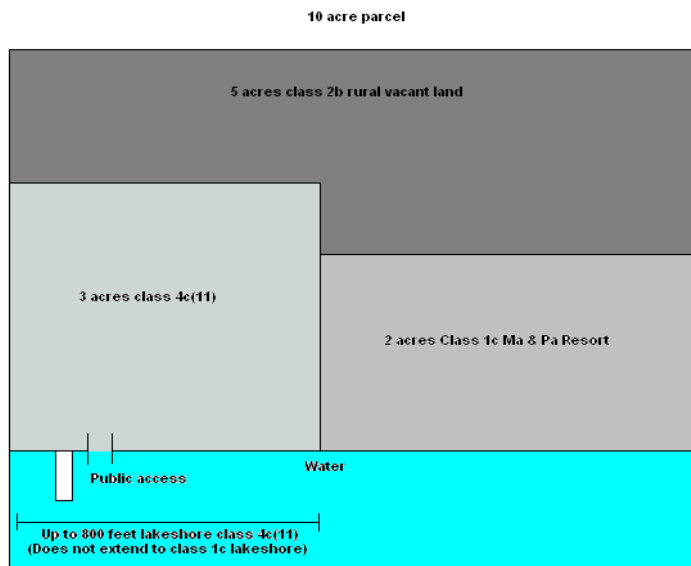 10 acre parcel
5 acres class 2b rural vacant land
3 acres class 4c(11)
2 acres Class 1c Ma & Pa Resort
Water
Public access
Up to 800 feet lakeshore class 4c(11)
(Does not extend to class 1c lakeshore)